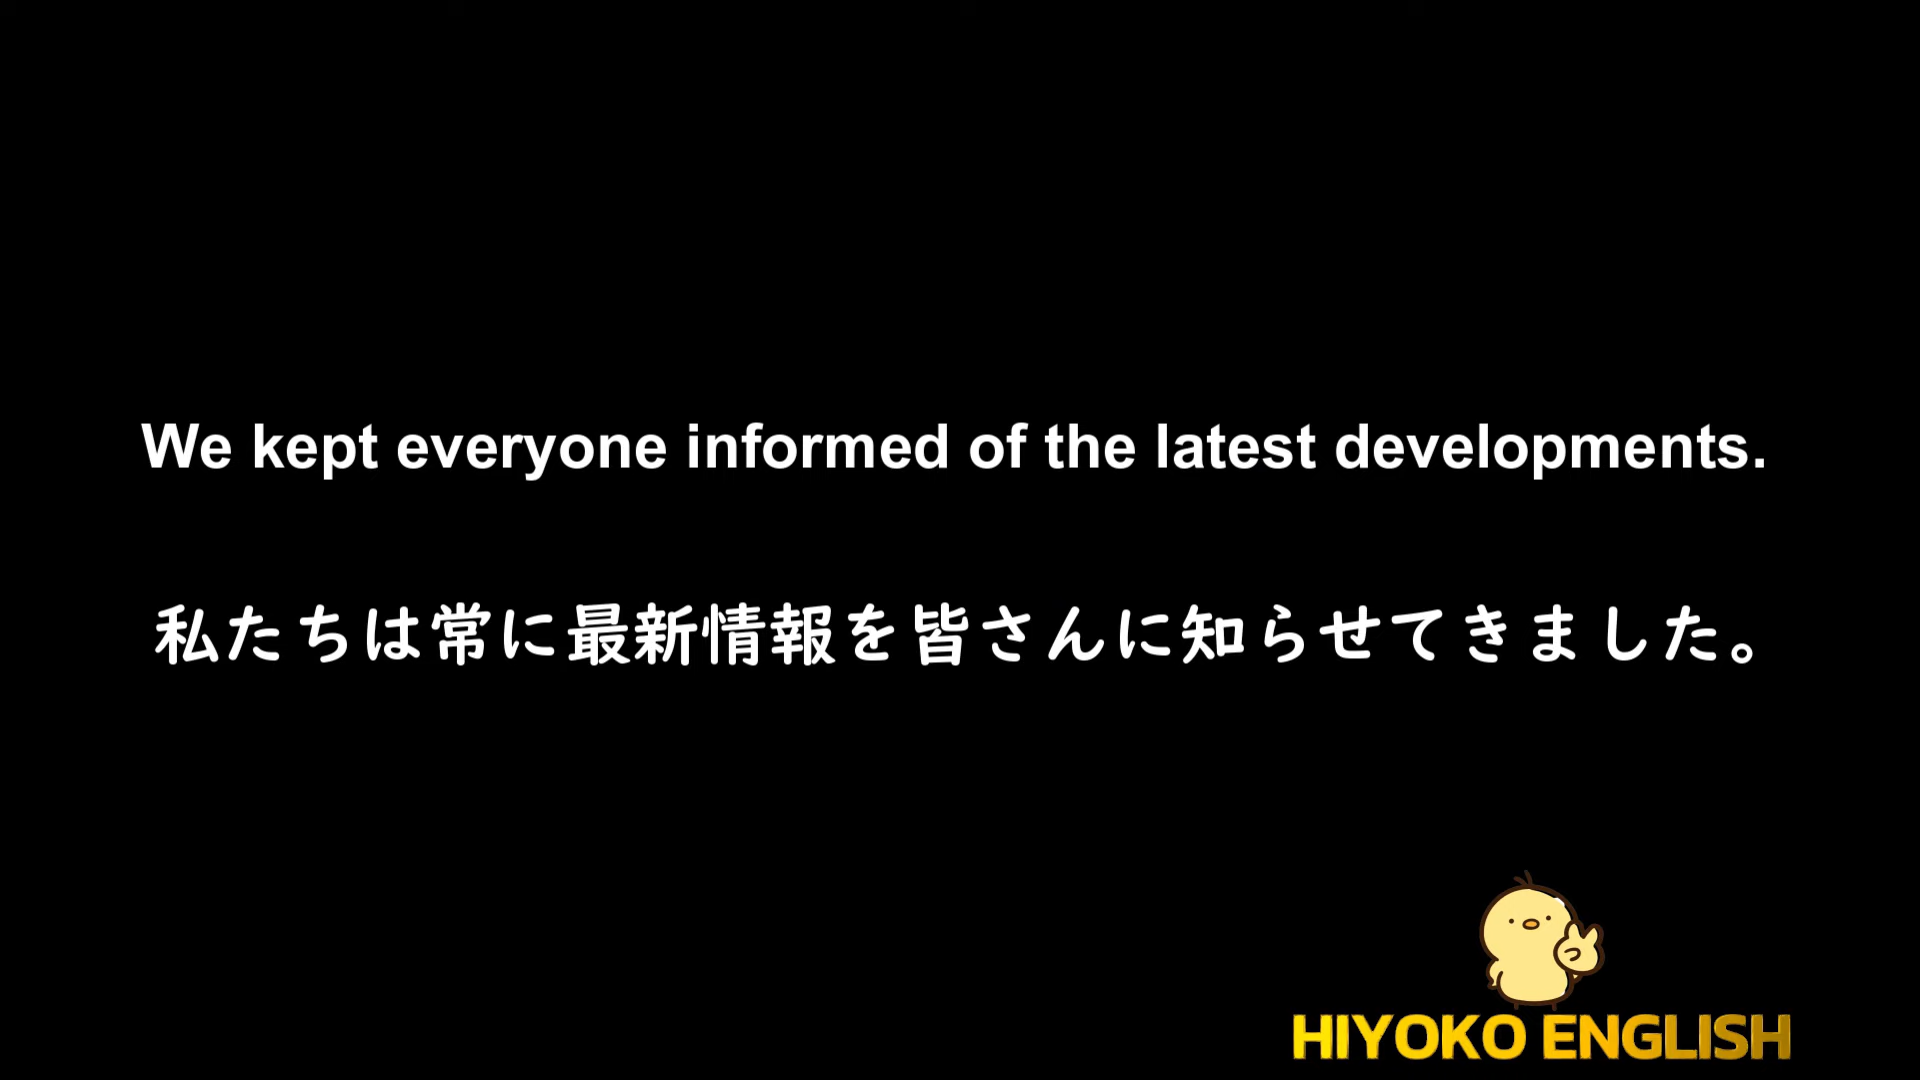 We kept everyone informed of the latest developments.
私たちは常に最新情報を皆さんに知らせてきました。
HIYOKO ENGLISH